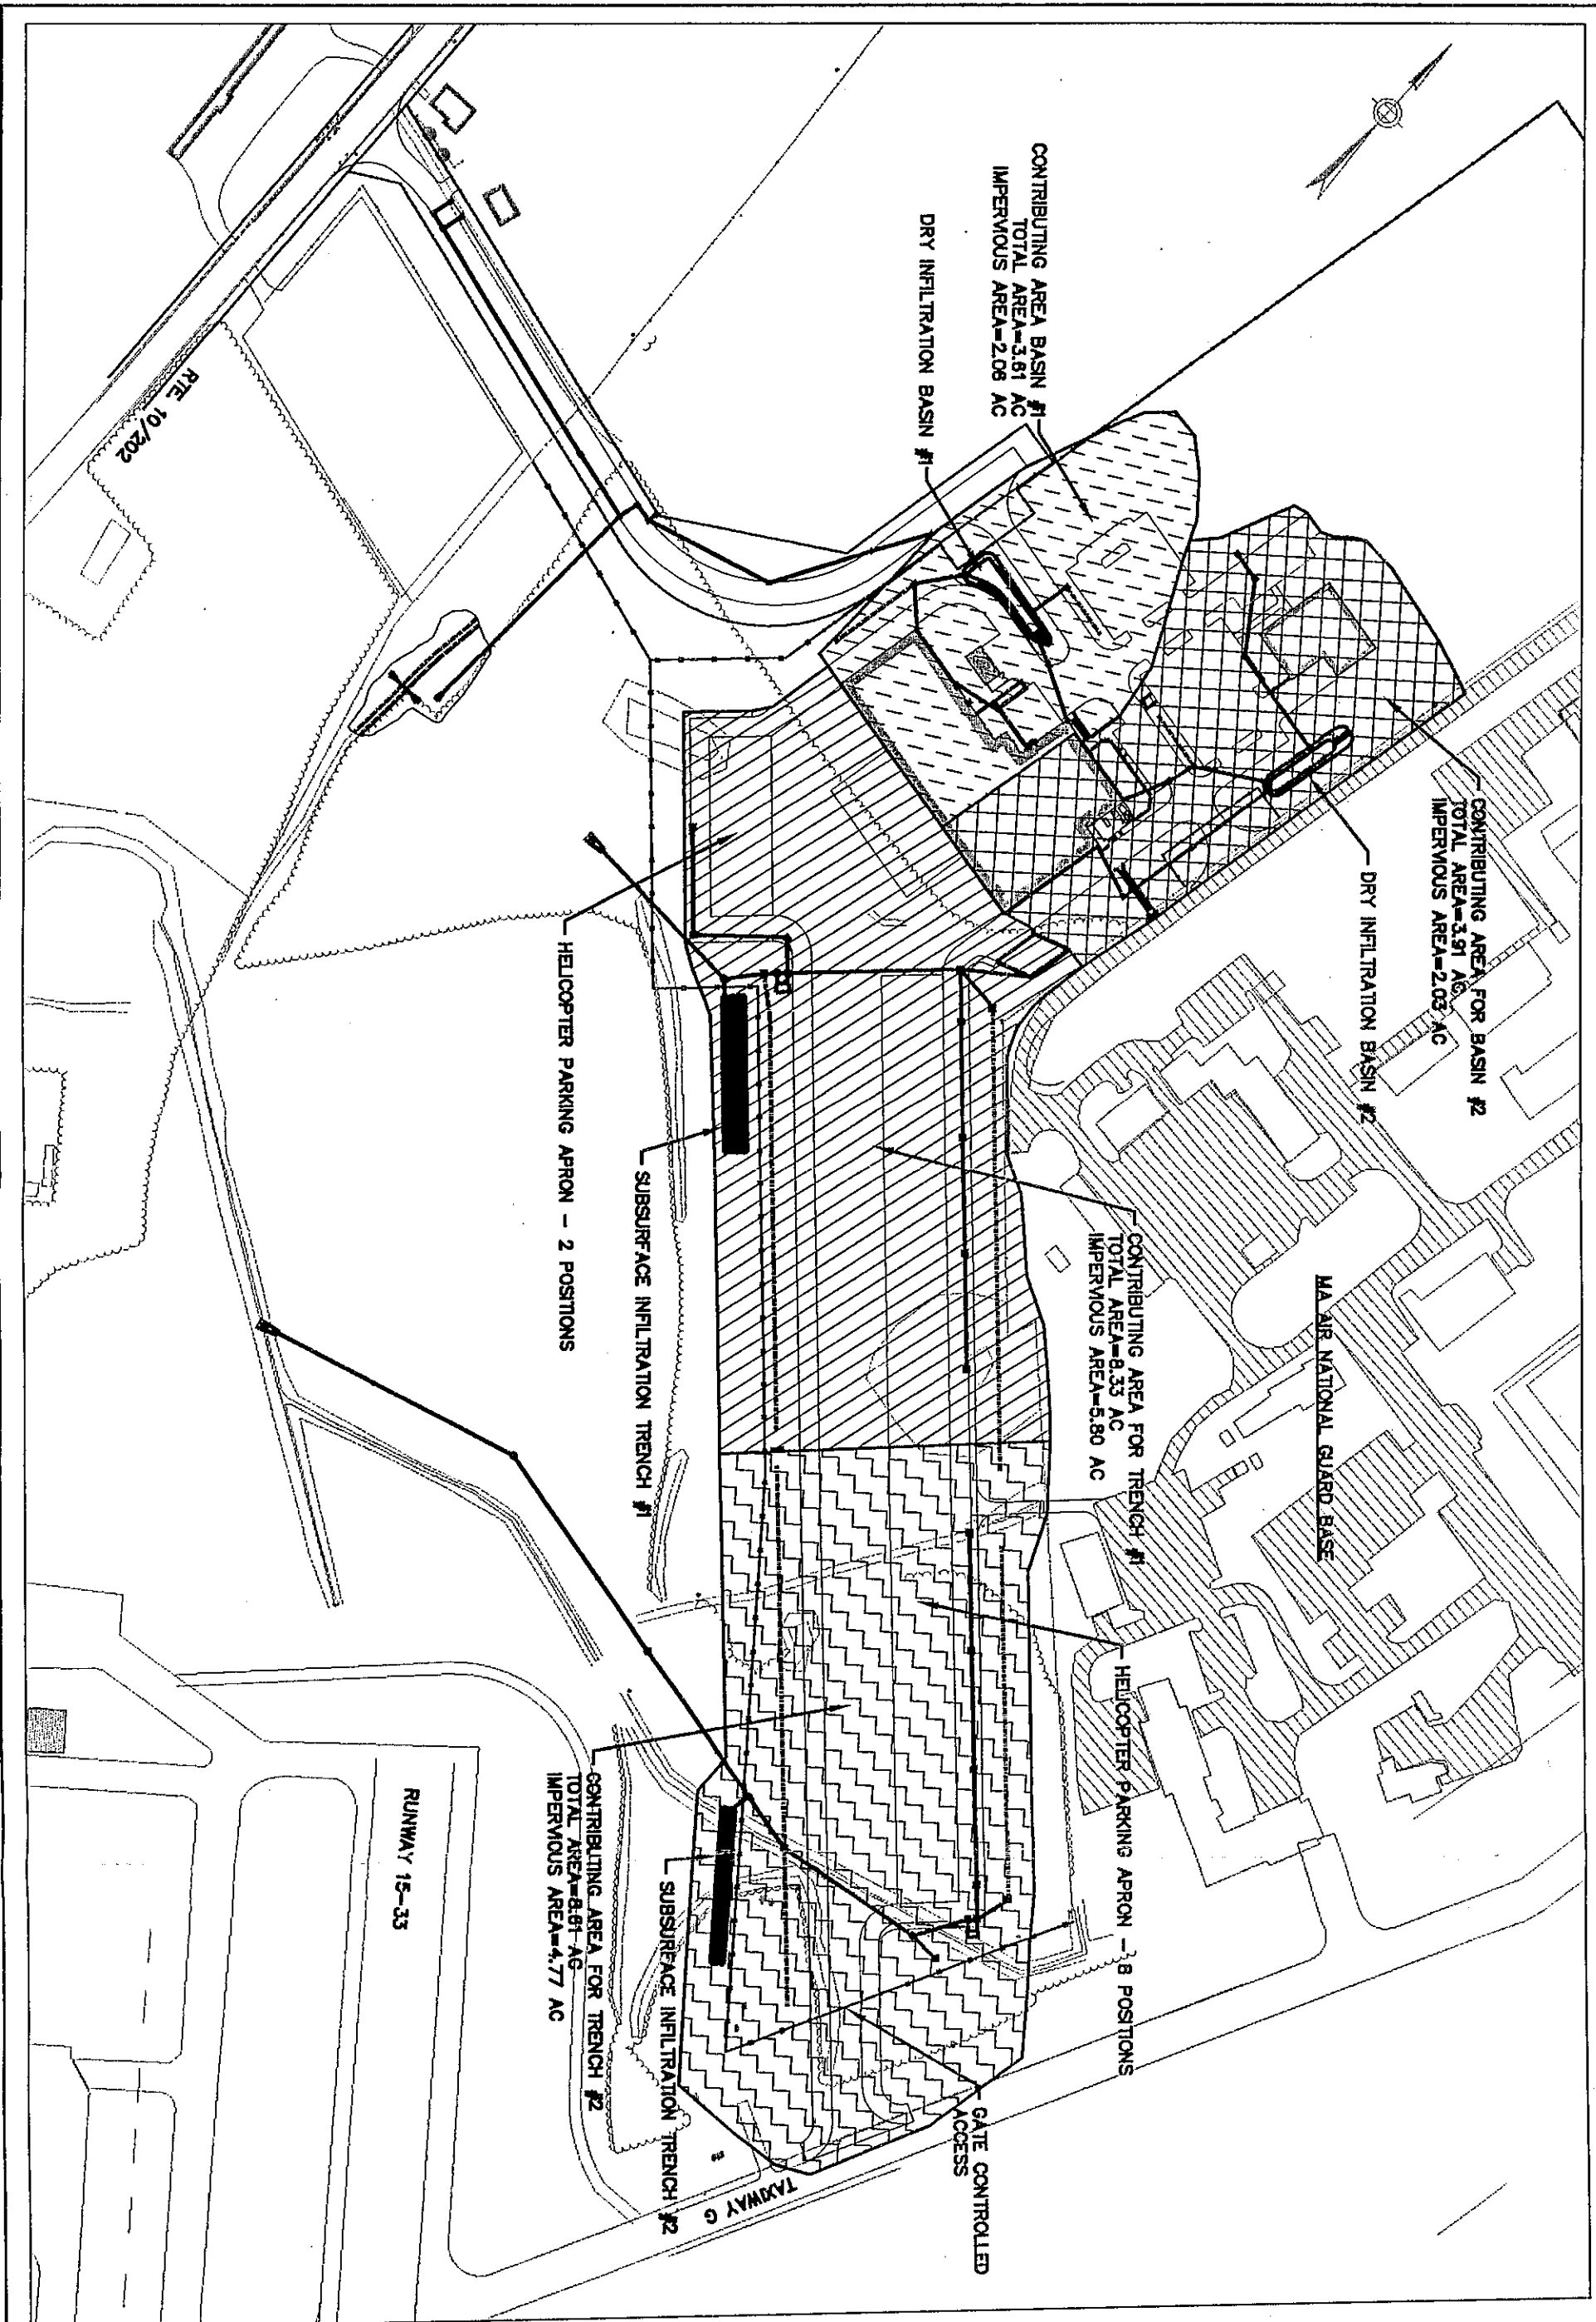 CONTRIBUTING AREA BASIN #1
TOTAL AREA=3.61 AC
IMPERVIOUS AREA=2.06 AC
DRY INFILTRATION BASIN #1
RTE. 10/202
CONTRIBUTING AREA FOR BASIN #2
TOTAL AREA=3.91 AC
IMPERVIOUS AREA=2.03 AC
DRY INFILTRATION BASIN #2
MA AIR NATIONAL GUARD BASE
CONTRIBUTING AREA FOR TRENCH #1
TOTAL AREA=8.33 AC
IMPERVIOUS AREA=5.80 AC
HELICOPTER PARKING APRON - 2 POSITIONS
SUBSURFACE INFILTRATION TRENCH #1
HELICOPTER PARKING APRON - 8 POSITIONS
GATE CONTROLLED
ACCESS
SUBSURFACE INFILTRATION TRENCH #2
CONTRIBUTING AREA FOR TRENCH #2
TOTAL AREA=8.61 AC
IMPERVIOUS AREA=4.77 AC
RUNWAY 15-33
TAXIWAY G